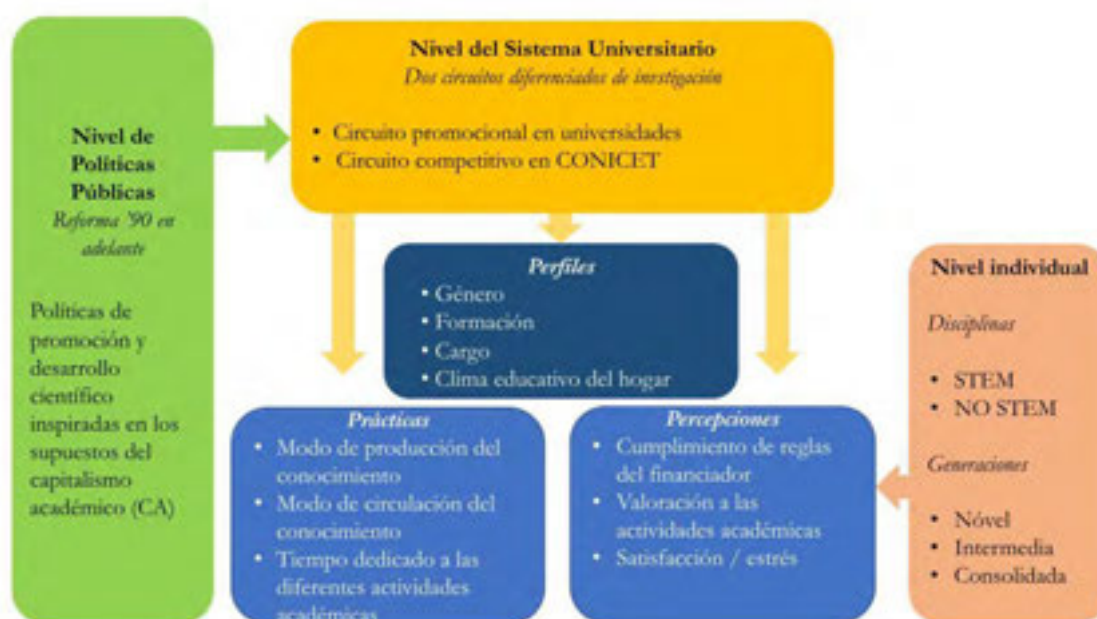 Nivel de
Políticas
Públicas
Reforma '90 en
adelante
Políticas de
promoción y
desarrollo
científico
inspiradas en los
supuestos del
capitalismo
académico (CA)
Nivel del Sistema Universitario
Dos circuitos diferenciados de investigación
• Circuito promocional en universidades
• Circuito competitivo en CONICET
Perfiles
• Género
• Formación
• Cargo
• Clima educativo del hogar
Prácticas
• Modo de producción del
conocimiento
• Modo de circulación del
conocimiento
• Tiempo dedicado a las
diferentes actividades
académicas
Percepciones
• Cumplimiento de reglas
del financiador
• Valoración a las
actividades académicas
• Satisfacción / estrés
Nivel individual
Disciplinas
• STEM
• NO STEM
Generaciones
• Nóvel
• Intermedia
• Consolidada